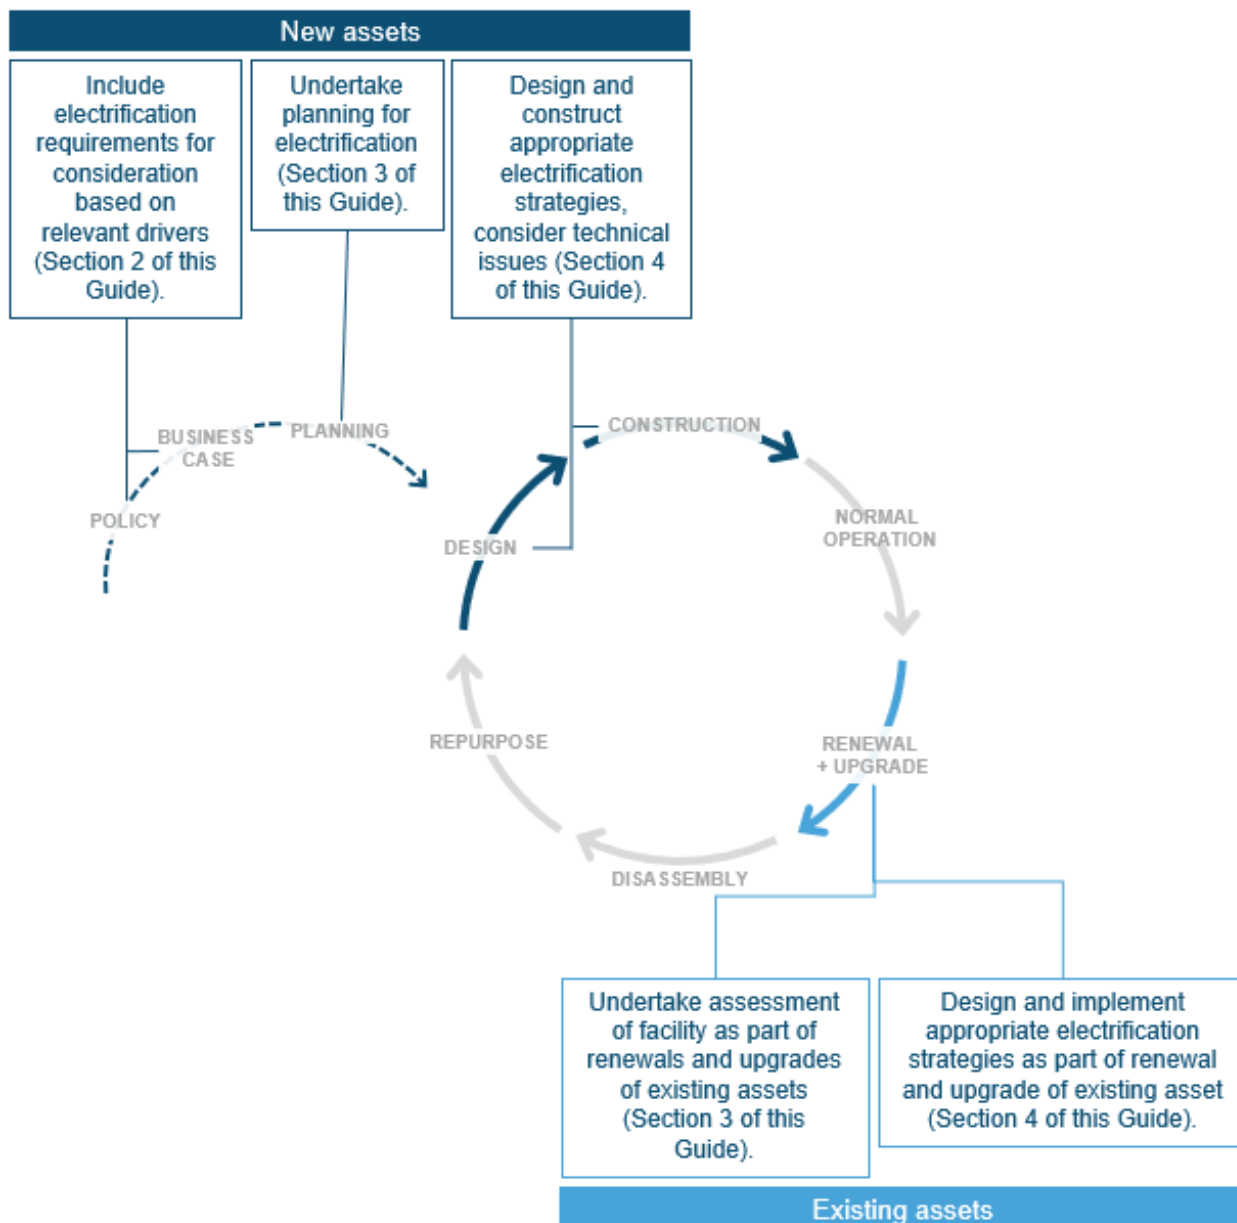 New assets
Include
electrification
requirements for
consideration
based on
relevant drivers
(Section 2 of this
Guide).
Undertake
planning for
electrification
(Section 3 of
this Guide).
Design and
construct
appropriate
electrification
strategies,
consider technical
issues (Section 4
of this Guide).
POLICY
BUSINESS
CASE
PLANNING
DESIGN
CONSTRUCTION
NORMAL
OPERATION
RENEWAL
+ UPGRADE
DISASSEMBLY
REPURPOSE
Undertake assessment
of facility as part of
renewals and upgrades
of existing assets
(Section 3 of this
Guide).
Design and implement
appropriate electrification
strategies as part of renewal
and upgrade of existing asset
(Section 4 of this Guide).
Existing assets